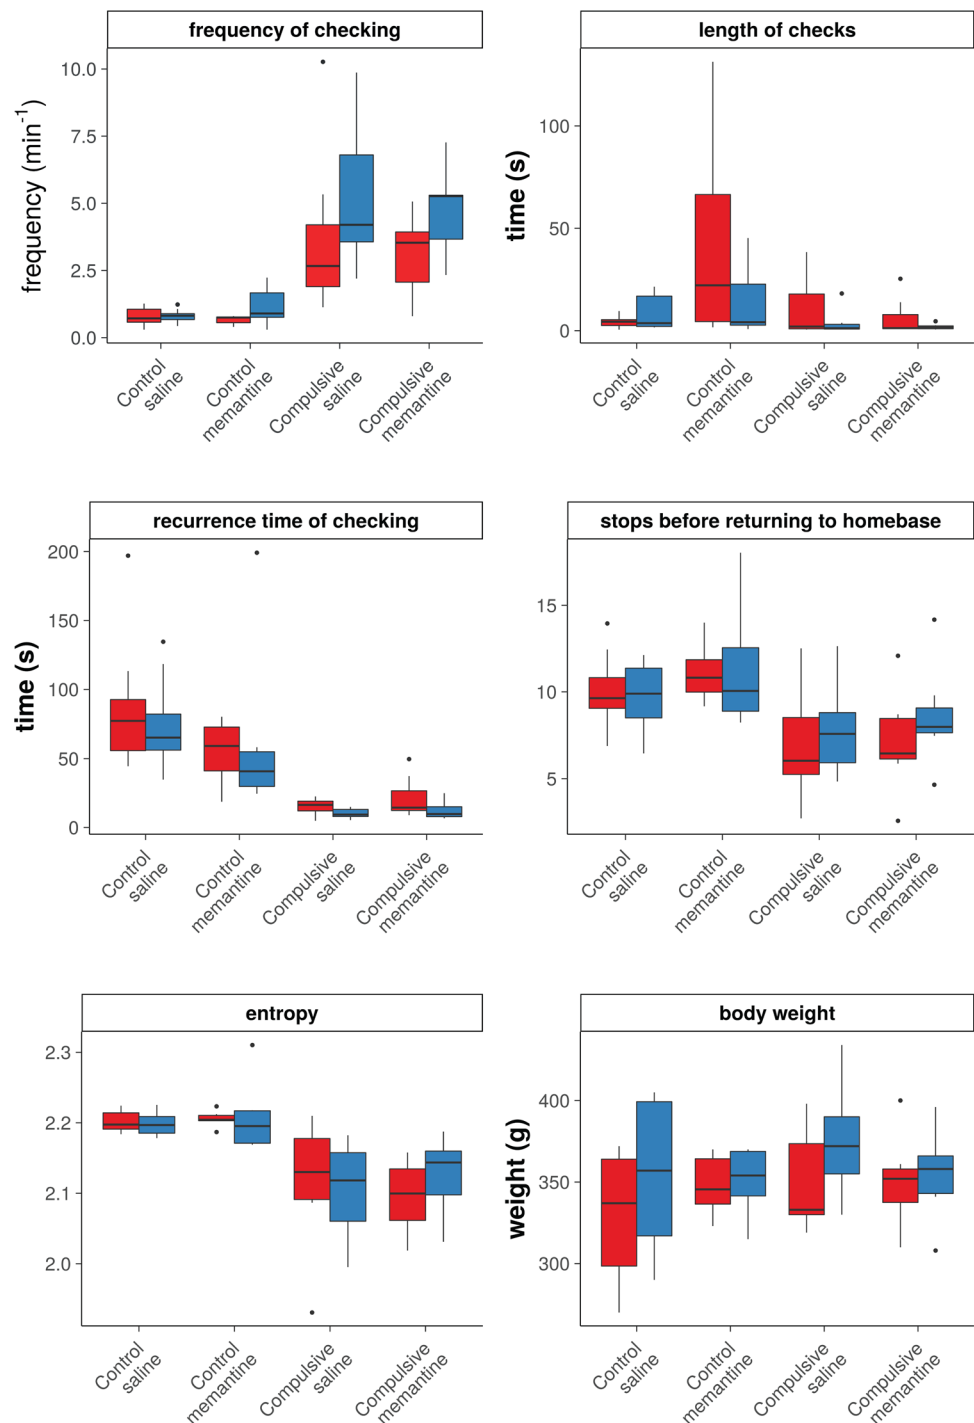 frequency of checking
frequency (min-1)
10.0
7.5
5.0
2.5
0.0
Control
saline
Control
memantine
Compulsive
saline
Compulsive
memantine
length of checks
time (s)
100
50
0
Control
saline
Control
memantine
Compulsive
saline
Compulsive
memantine
recurrence time of checking
time (s)
200
150
100
50
0
Control
saline
Control
memantine
Compulsive
saline
Compulsive
memantine
stops before returning to homebase
15
10
5
Control
saline
Control
memantine
Compulsive
saline
Compulsive
memantine
entropy
2.3
2.2
2.1
2.0
Control
saline
Control
memantine
Compulsive
saline
Compulsive
memantine
body weight
weight (g)
400
350
300
Control
saline
Control
memantine
Compulsive
saline
Compulsive
memantine